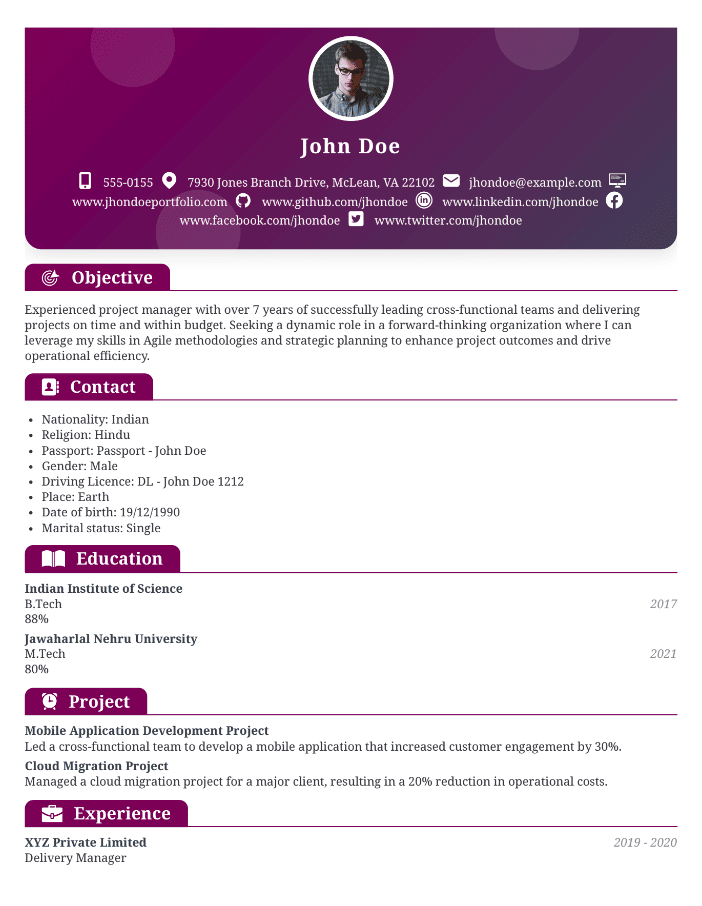 John Doe
555-0155 7930 Jones Branch Drive, McLean, VA 22102 jhondoe@example.com
www.jhondoeportfolio.com www.github.com/jhondoe www.linkedin.com/jhondoe
www.facebook.com/jhondoe www.twitter.com/jhondoe
Objective
Experienced project manager with over 7 years of successfully leading cross-functional teams and delivering
projects on time and within budget. Seeking a dynamic role in a forward-thinking organization where I can
leverage my skills in Agile methodologies and strategic planning to enhance project outcomes and drive
operational efficiency.
Contact
• Nationality: Indian
• Religion: Hindu
• Passport: Passport - John Doe
• Gender: Male
• Driving Licence: DL - John Doe 1212
• Place: Earth
• Date of birth: 19/12/1990
• Marital status: Single
Education
Indian Institute of Science
B.Tech 2017
88%
Jawaharlal Nehru University
M.Tech 2021
80%
Project
Mobile Application Development Project
Led a cross-functional team to develop a mobile application that increased customer engagement by 30%.
Cloud Migration Project
Managed a cloud migration project for a major client, resulting in a 20% reduction in operational costs.
Experience
XYZ Private Limited 2019 - 2020
Delivery Manager